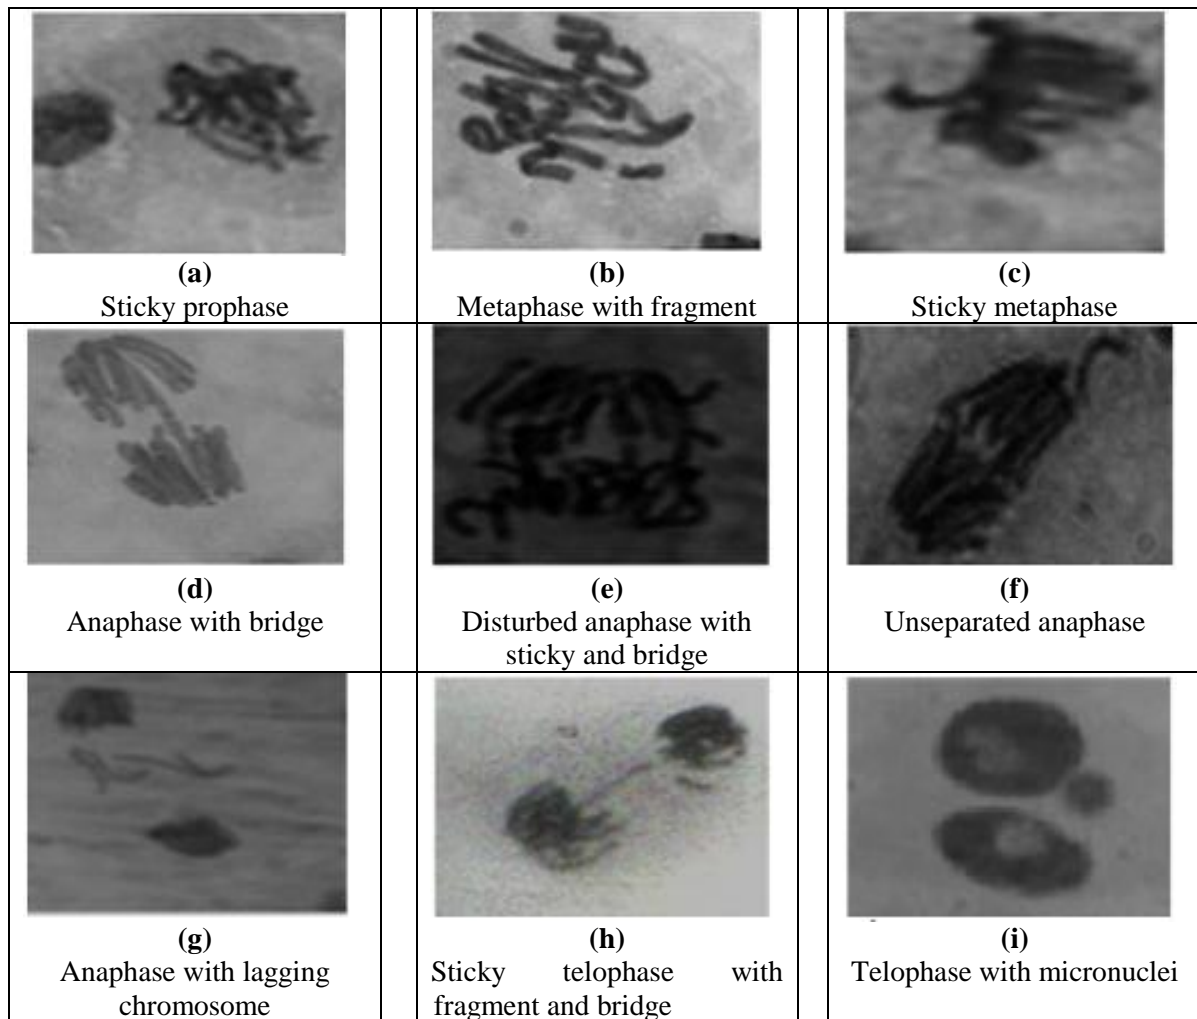 (a)
Sticky prophase
(b)
Metaphase with fragment
(c)
Sticky metaphase
(d)
Anaphase with bridge
(e)
Disturbed anaphase with
sticky and bridge
(f)
Unseparated anaphase
(g)
Anaphase with lagging
chromosome
(h)
Sticky telophase with
fragment and bridge
(i)
Telophase with micronuclei